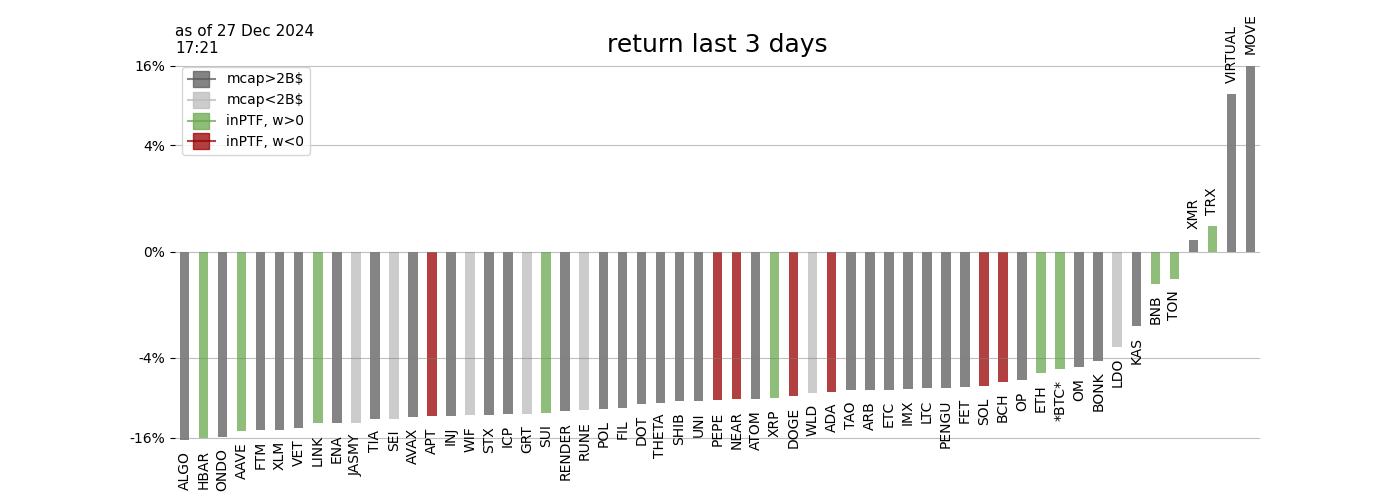 as of 27 Dec 2024
17:21
return last 3 days
16%
4%
0%
-4%
-16%
mcap>2B$
mcap<2B$
inPTF, w>0
inPTF, w<0
ALGO
HBAR
ONDO
AAVE
FTM
XLM
VET
LINK
ENA
JASMY
TIA
SEI
AVAX
APT
INJ
WIF
STX
ICP
GRT
SUI
RENDER
RUNE
POL
FIL
DOT
THETA
SHIB
UNI
PEPE
NEAR
ATOM
XRP
DOGE
WLD
ADA
TAO
ARB
ETC
IMX
LTC
PENGU
FET
SOL
BCH
OP
ETH
*BTC*
OM
BONK
LDO
KAS
BNB
TON
XMR
TRX
VIRTUAL
MOVE